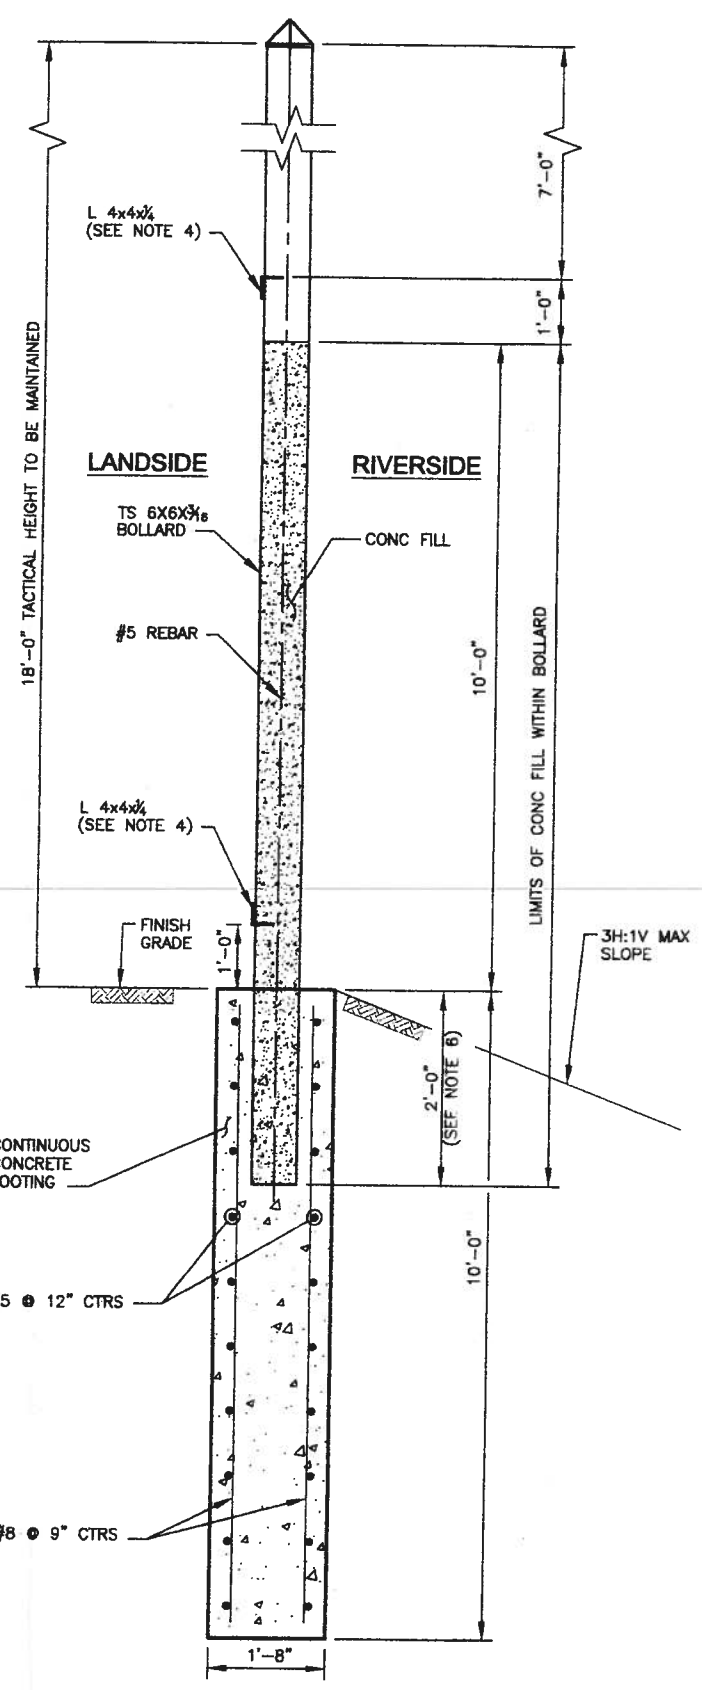 7'-0"
L 4x4x¼
(SEE NOTE 4)
1'-0"
18'-0" TACTICAL HEIGHT TO BE MAINTAINED
LANDSIDE
RIVERSIDE
TS 6X6X3/16
BOLLARD
CONC FILL
#5 REBAR
10'-0"
LIMITS OF CONC FILL WITHIN BOLLARD
L 4x4x¼
(SEE NOTE 4)
FINISH
GRADE
1'-0"
3H:1V MAX
SLOPE
2'-0"
(SEE NOTE 6)
CONTINUOUS
CONCRETE
OOTING
5 @ 12" CTRS
10'-0"
#8 @ 9" CTRS
1'-8"